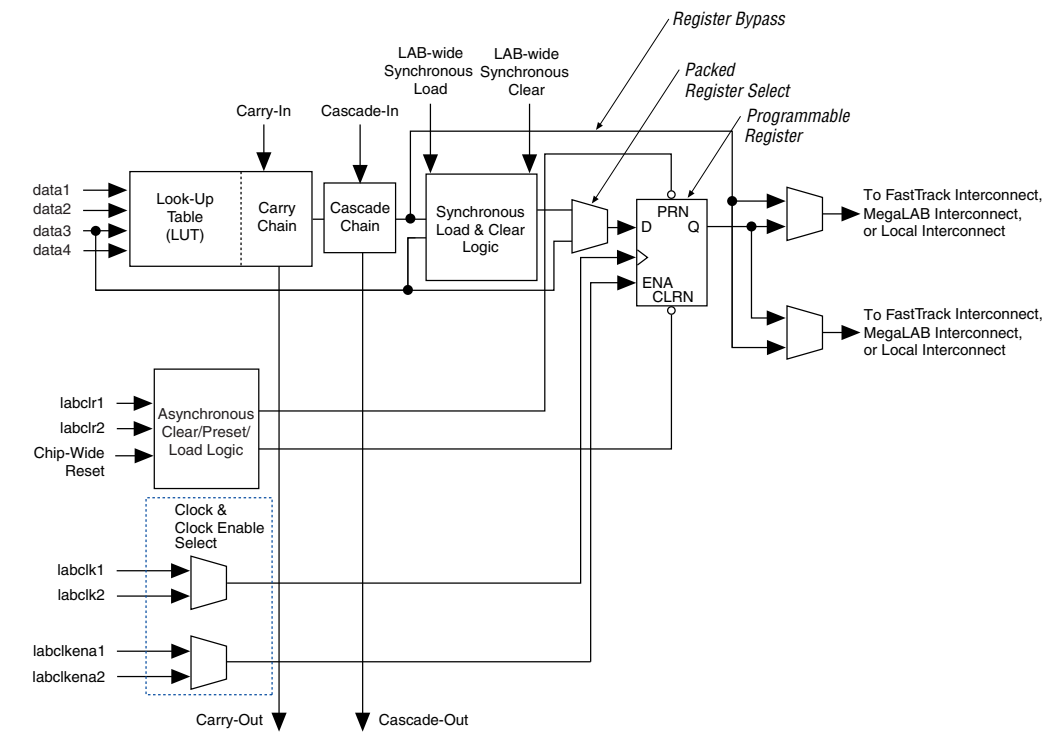 Register Bypass
LAB-wide
Synchronous
Load
LAB-wide
Synchronous
Clear
Packed
Register Select
Programmable
Register
Carry-In
Cascade-In
data1
data2
data3
data4
Look-Up
Table
(LUT)
Carry
Chain
Cascade
Chain
Synchronous
Load & Clear
Logic
PRN
D
Q
ENA
CLRN
To FastTrack Interconnect,
MegaLAB Interconnect,
or Local Interconnect
To FastTrack Interconnect,
MegaLAB Interconnect,
or Local Interconnect
labclr1
labclr2
Chip-Wide
Reset
Asynchronous
Clear/Preset/
Load Logic
Clock &
Clock Enable
Select
labclk1
labclk2
labclkena1
labclkena2
Carry-Out
Cascade-Out